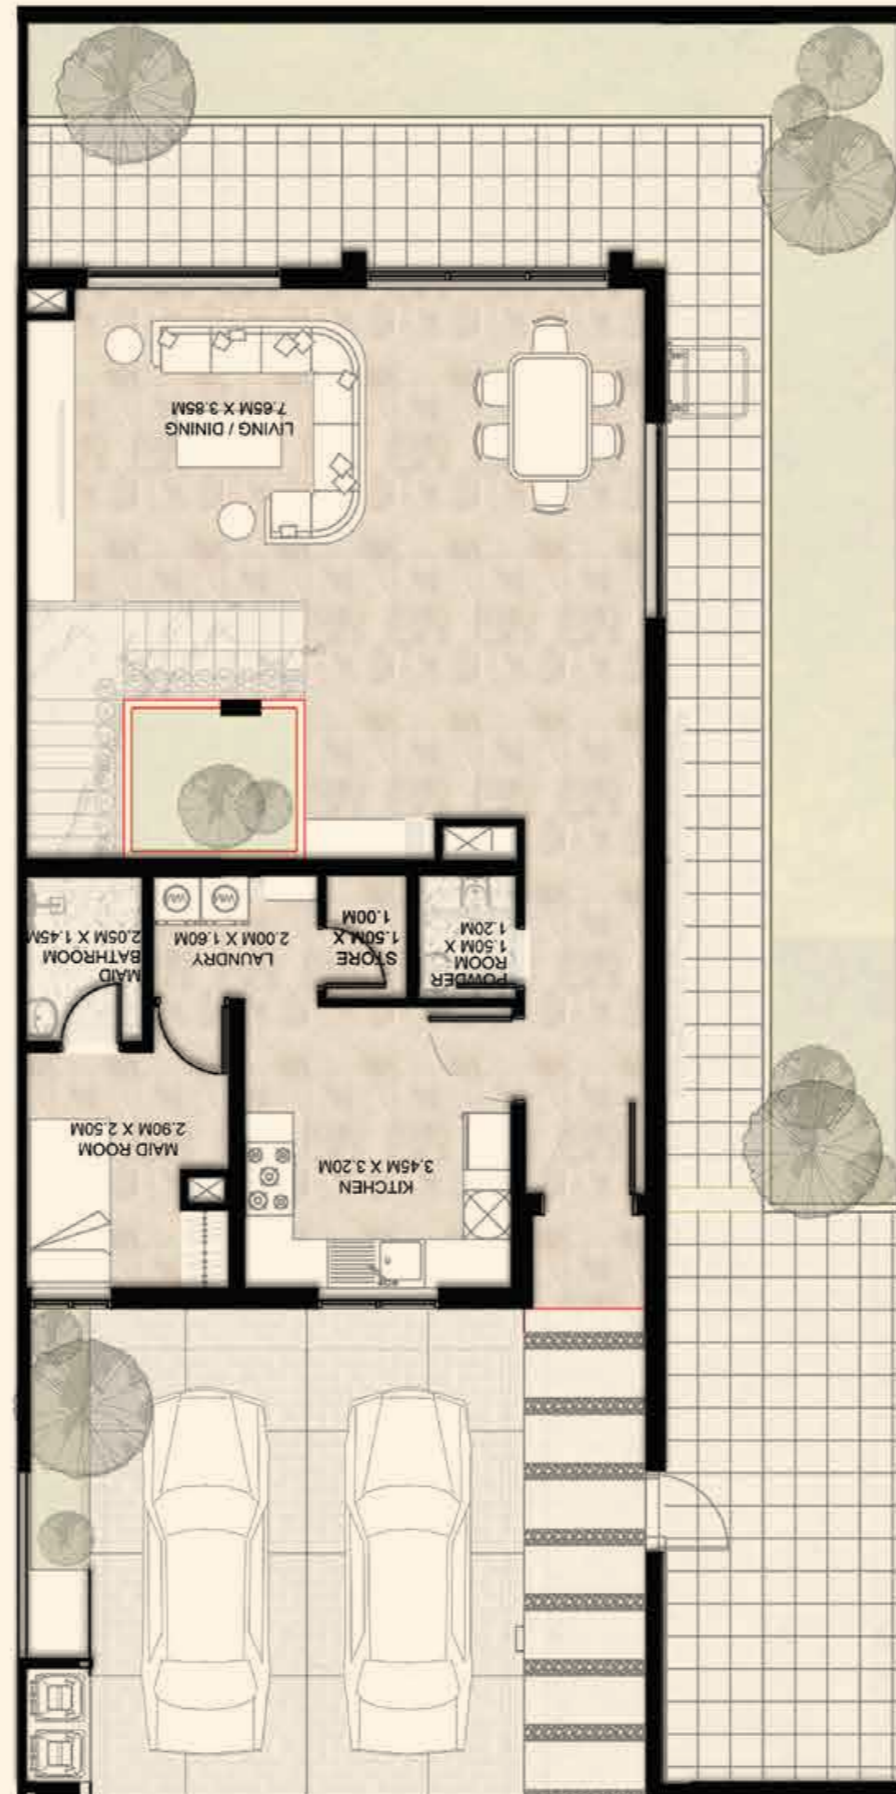 LIVING / DINING
7.65M X 3.85M
MAID
BATHROOM
2.05M X 1.45M
LAUNDRY
2.00M X 1.60M
STORE
1.50M X
1.00M
POWDER
ROOM
1.50M X
1.20M
MAID ROOM
2.90M X 2.50M
KITCHEN
3.45M X 3.20M
WM
WM